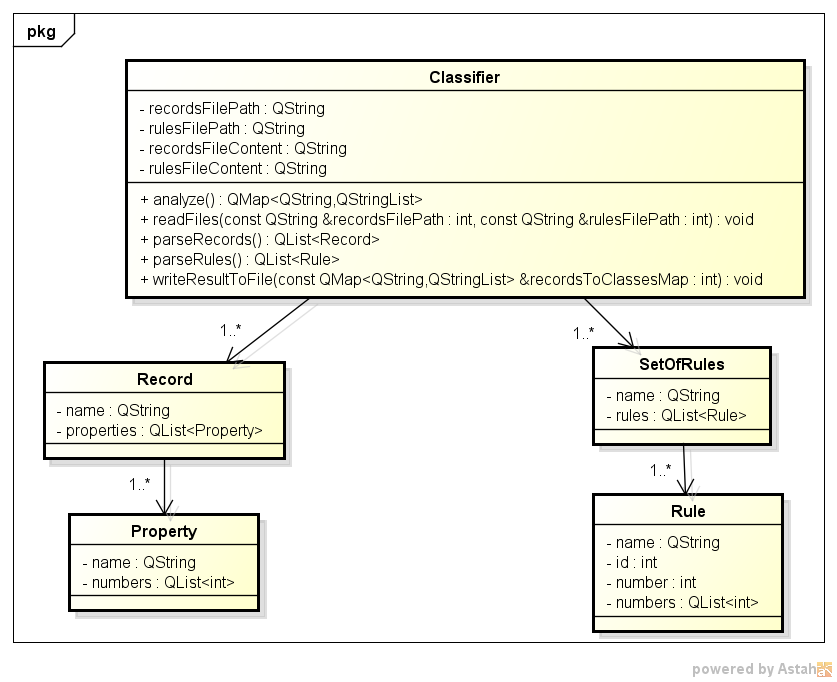 pkg
Classifier
- recordsFilePath : QString
- rulesFilePath : QString
- recordsFileContent : QString
- rulesFileContent : QString
+ analyze() : QMap<QString,QStringList>
+ readFiles(const QString &recordsFilePath : int, const QString &rulesFilePath : int) : void
+ parseRecords() : QList<Record>
+ parseRules() : QList<Rule>
+ writeResultToFile(const QMap<QString,QStringList> &recordsToClassesMap : int) : void
1..*
1..*
Record
- name : QString
- properties : QList<Property>
SetOfRules
- name : QString
- rules : QList<Rule>
1..*
1..*
Property
- name : QString
- numbers : QList<int>
Rule
- name : QString
- id : int
- number : int
- numbers : QList<int>
powered by Astah